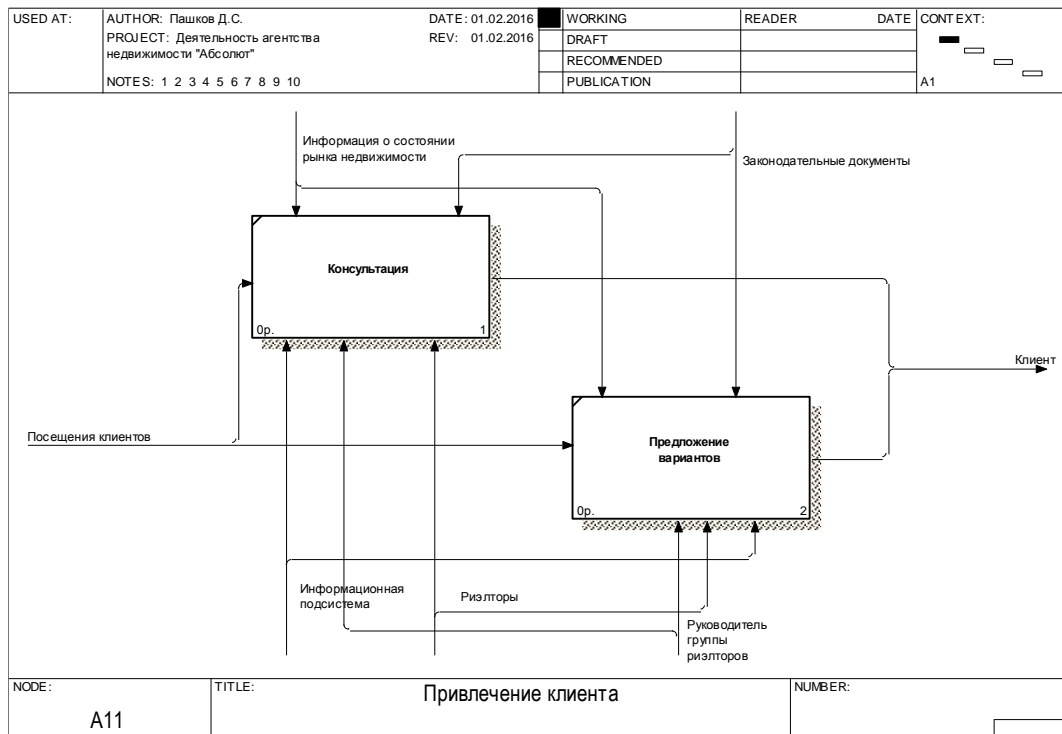 USED AT:
AUTHOR: Пашков Д.С.
DATE: 01.02.2016
PROJECT: Деятельность агентства
недвижимости "Абсолют"
REV: 01.02.2016
NOTES: 1 2 3 4 5 6 7 8 9 10
WORKING
DRAFT
RECOMMENDED
PUBLICATION
READER
DATE
CONTEXT:
A1
Информация о состоянии
рынка недвижимости
Законодательные документы
Консультация
0р.
1
Клиент
Посещения клиентов
Предложение
вариантов
0р.
2
Информационная
подсистема
Риэлторы
Руководитель
группы
риэлторов
NODE:
A11
TITLE:
Привлечение клиента
NUMBER: